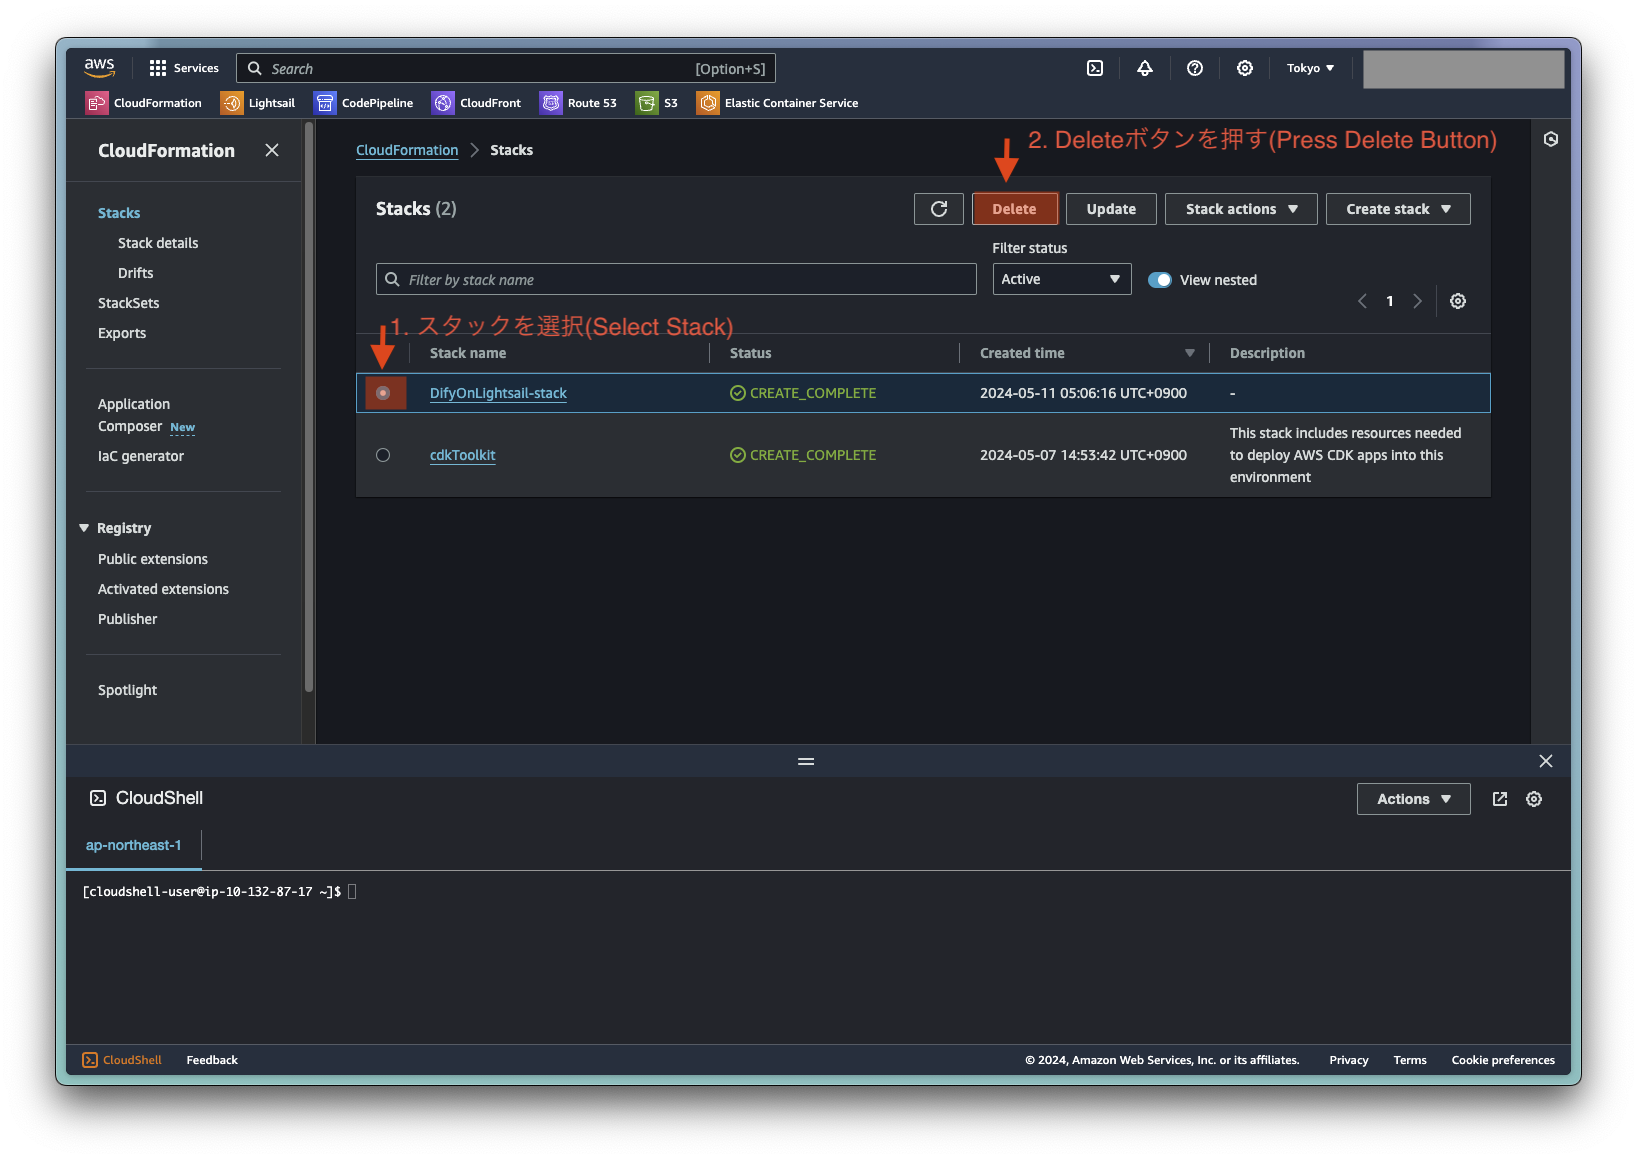 aws Services Search [Option+S] Tokyo
CloudFormation Lightsail CodePipeline CloudFront Route 53 S3 Elastic Container Service
CloudFormation
Stacks
Stack details
Drifts
StackSets
Exports
Application
Composer New
IaC generator
Registry
Public extensions
Activated extensions
Publisher
Spotlight
CloudFormation Stacks
2. Deleteボタンを押す(Press Delete Button)
Stacks (2)
Delete Update Stack actions Create stack
Filter status
Filter by stack name Active View nested
1
1. スタックを選択(Select Stack)
Stack name Status Created time Description
DifyOnLightsail-stack CREATE_COMPLETE 2024-05-11 05:06:16 UTC+0900 -
cdkToolkit CREATE_COMPLETE 2024-05-07 14:53:42 UTC+0900 This stack includes resources needed
to deploy AWS CDK apps into this
environment
CloudShell Actions
ap-northeast-1
[cloudshell-user@ip-10-132-87-17 ~]$
CloudShell Feedback © 2024, Amazon Web Services, Inc. or its affiliates. Privacy Terms Cookie preferences